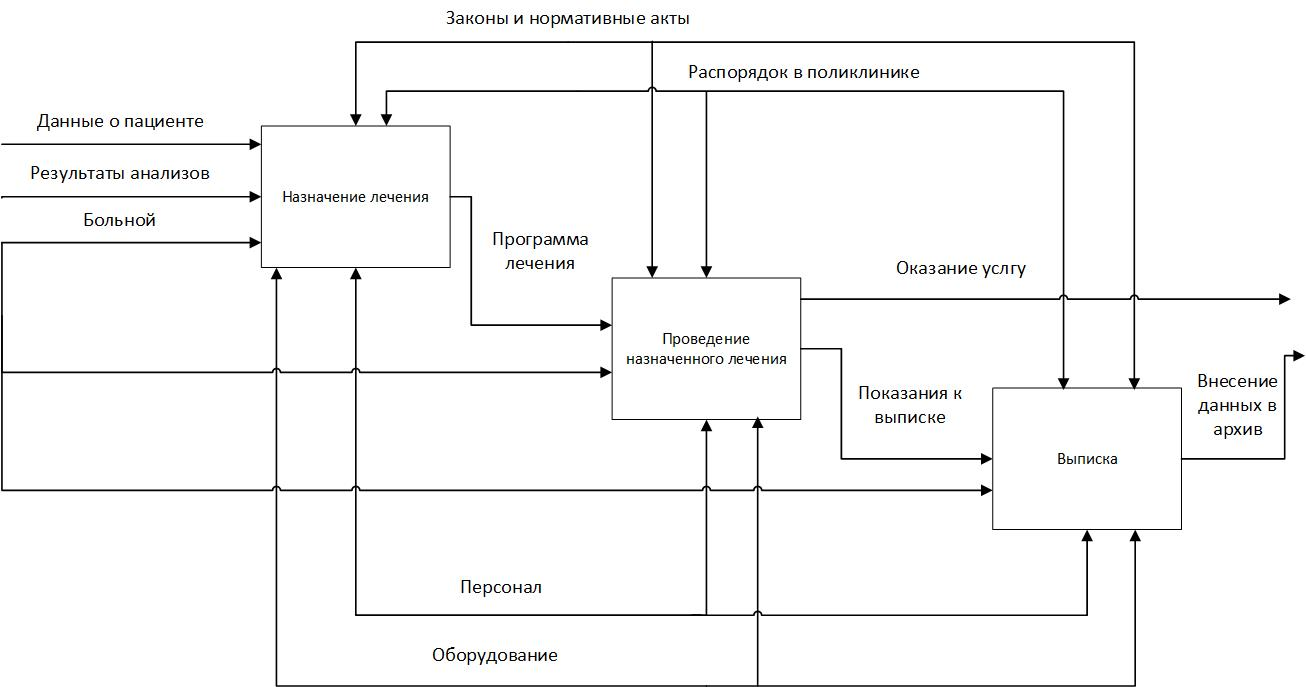 Законы и нормативные акты
Распорядок в поликлинике
Данные о пациенте
Результаты анализов
Больной
Назначение лечения
Программа
лечения
Оказание услгу
Проведение
назначенного лечения
Показания к
выписке
Внесение
данных в
архив
Выписка
Персонал
Оборудование